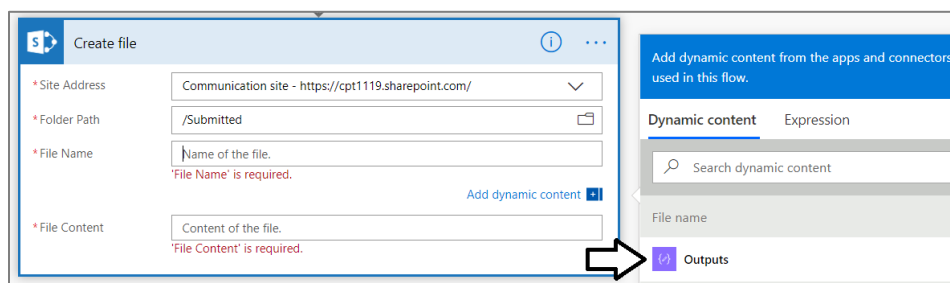 Create file
*Site Address
Communication site - https://cpt1119.sharepoint.com/
*Folder Path
/Submitted
*File Name
Name of the file.
'File Name' is required.
Add dynamic content
*File Content
Content of the file.
'File Content' is required.
Add dynamic content from the apps and connectors
used in this flow.
Dynamic content Expression
Search dynamic content
File name
Outputs